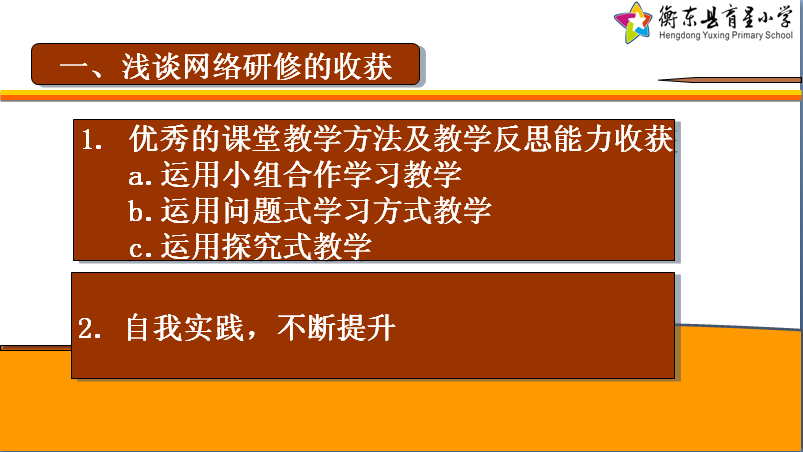 衡东县育星小学
Hengdong Yuxing Primary School
一、浅谈网络研修的收获
1. 优秀的课堂教学方法及教学反思能力收获
a.运用小组合作学习教学
b.运用问题式学习方式教学
c.运用探究式教学
2. 自我实践，不断提升